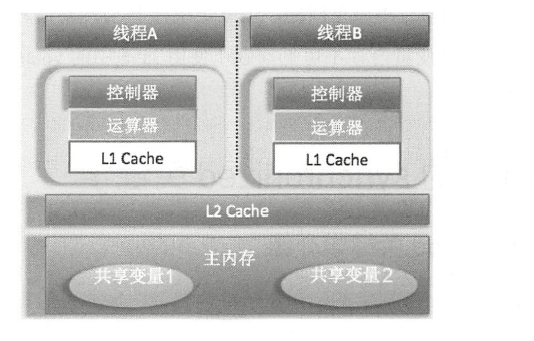 线程A
线程B
控制器
运算器
L1 Cache
控制器
运算器
L1 Cache
L2 Cache
主内存
共享变量1
共享变量2